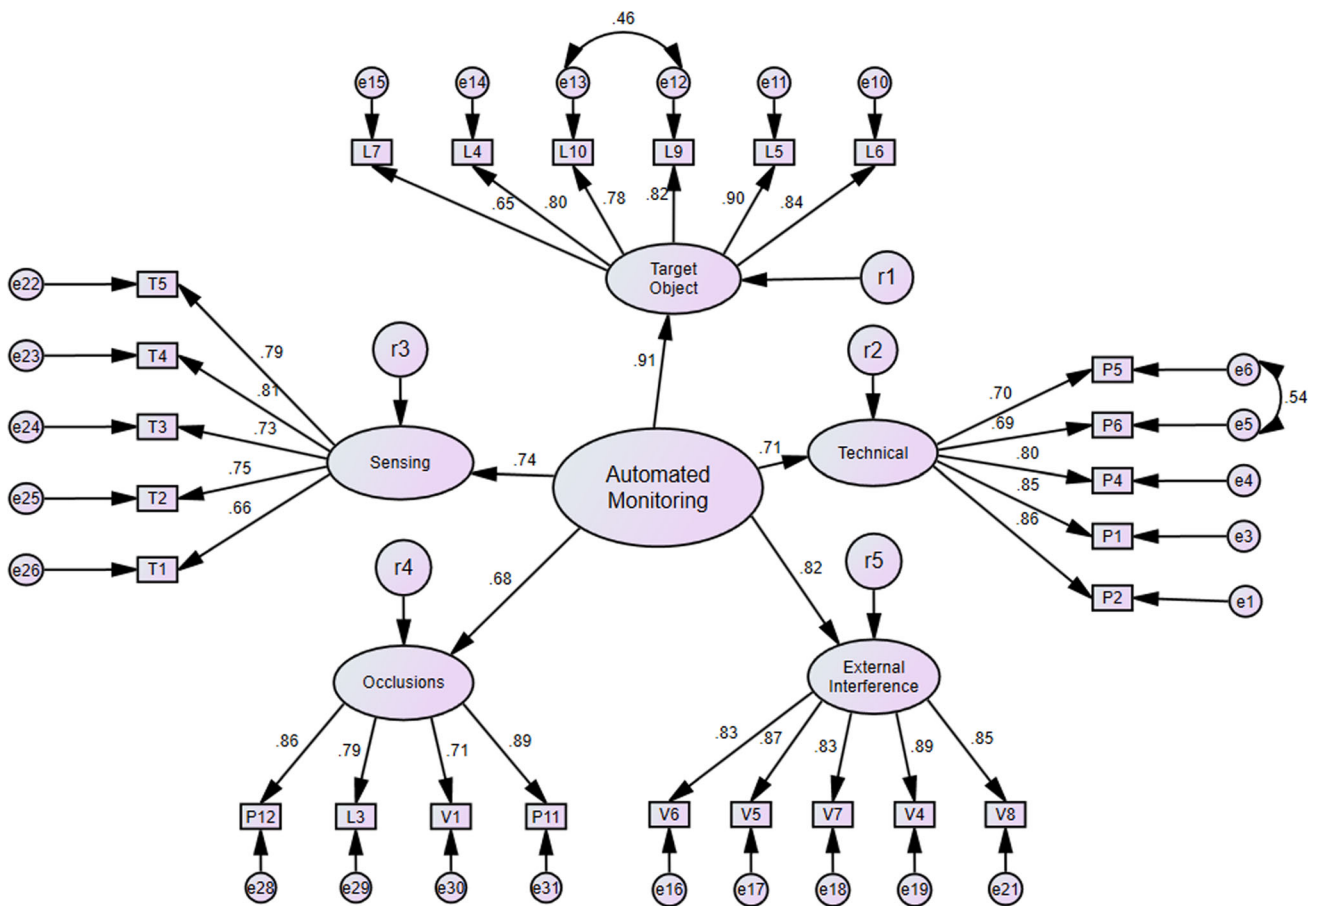 .46
e15 e14 e13 e12 e11 e10
L7 L4 L10 L9 L5 L6
.65 .80 .78 .82 .90 .84
Target
Object
r1
e22 T5
r3
r2
e23 T4
.79
.91
P5 e6
.70
.54
.81
e24 T3
.73
.69
P6 e5
Sensing
.74
Automated
Monitoring
.71
Technical
.80
P4 e4
.75
e25 T2
.85
.66
.86
P1 e3
e26 T1
r4
.68
.82
r5
P2 e1
Occlusions
External
Interference
.86 .79 .71 .89
.83 .87 .83 .89 .85
P12 L3 V1 P11
V6 V5 V7 V4 V8
e28 e29 e30 e31
e16 e17 e18 e19 e21